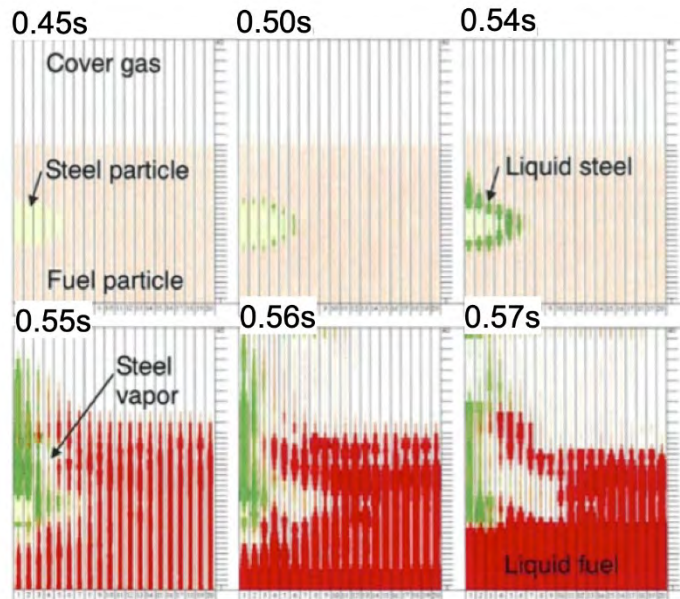 0.45s
0.50s
0.54s
Cover gas
Steel particle
Liquid steel
Fuel particle
0.55s
0.56s
0.57s
Steel
vapor
Liquid fuel